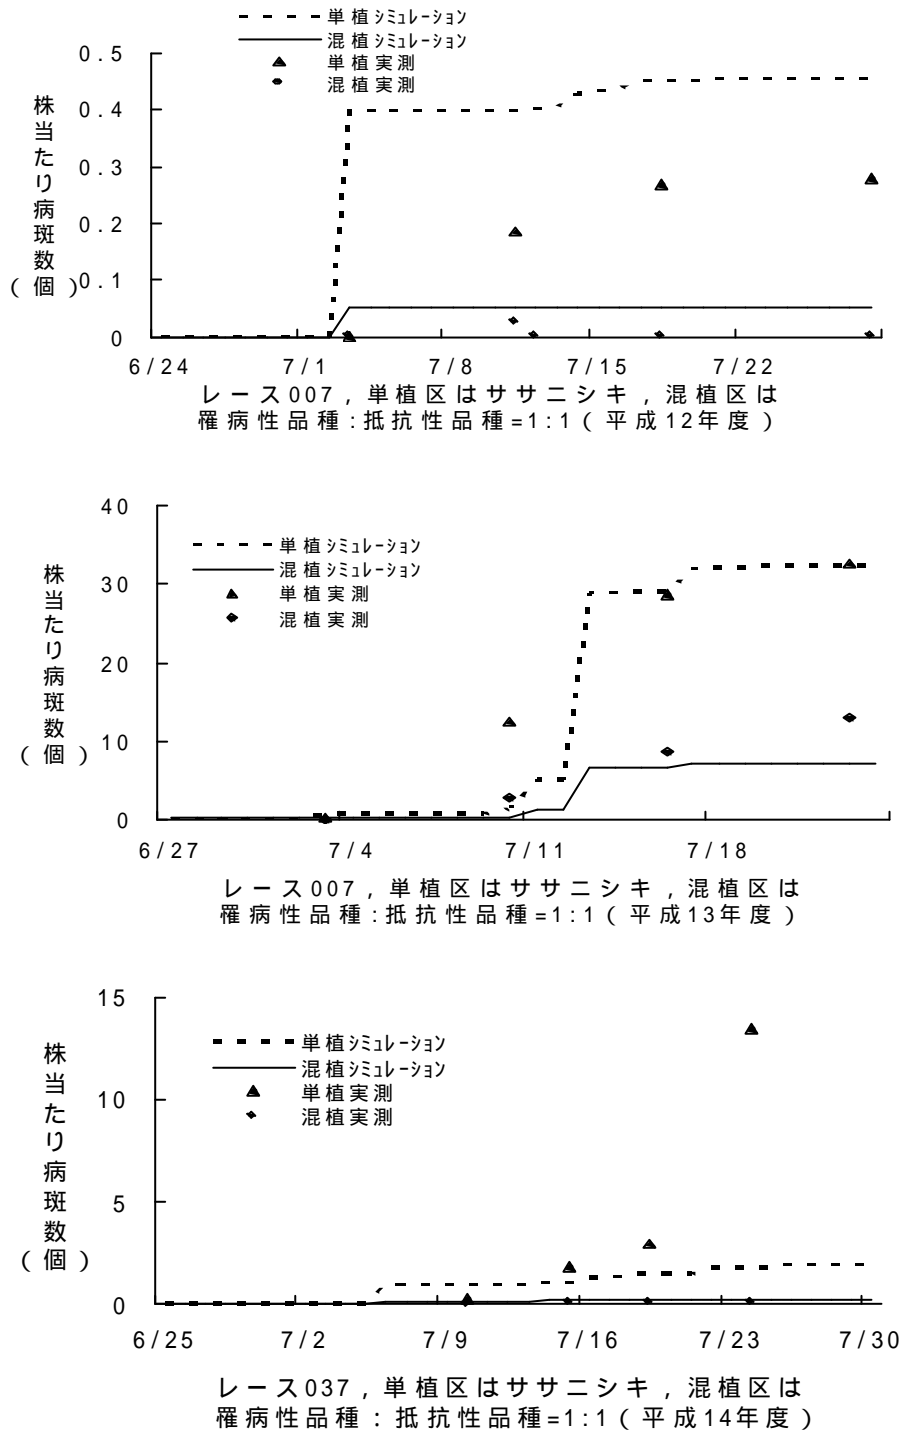 単植シミュレーション
混植シミュレーション
単植実測
混植実測
株当たり病斑数(個)
0.5
0.4
0.3
0.2
0.1
0
6/24 7/1 7/8 7/15 7/22
レース007,単植区はササニシキ,混植区は
罹病性品種:抵抗性品種=1:1(平成12年度)
40
30
20
10
0
単植シミュレーション
混植シミュレーション
単植実測
混植実測
株当たり病斑数(個)
6/27 7/4 7/11 7/18
レース007,単植区はササニシキ,混植区は
罹病性品種:抵抗性品種=1:1(平成13年度)
15
10
5
0
単植シミュレーション
混植シミュレーション
単植実測
混植実測
株当たり病斑数(個)
6/25 7/2 7/9 7/16 7/23 7/30
レース037,単植区はササニシキ,混植区は
罹病性品種:抵抗性品種=1:1(平成14年度)